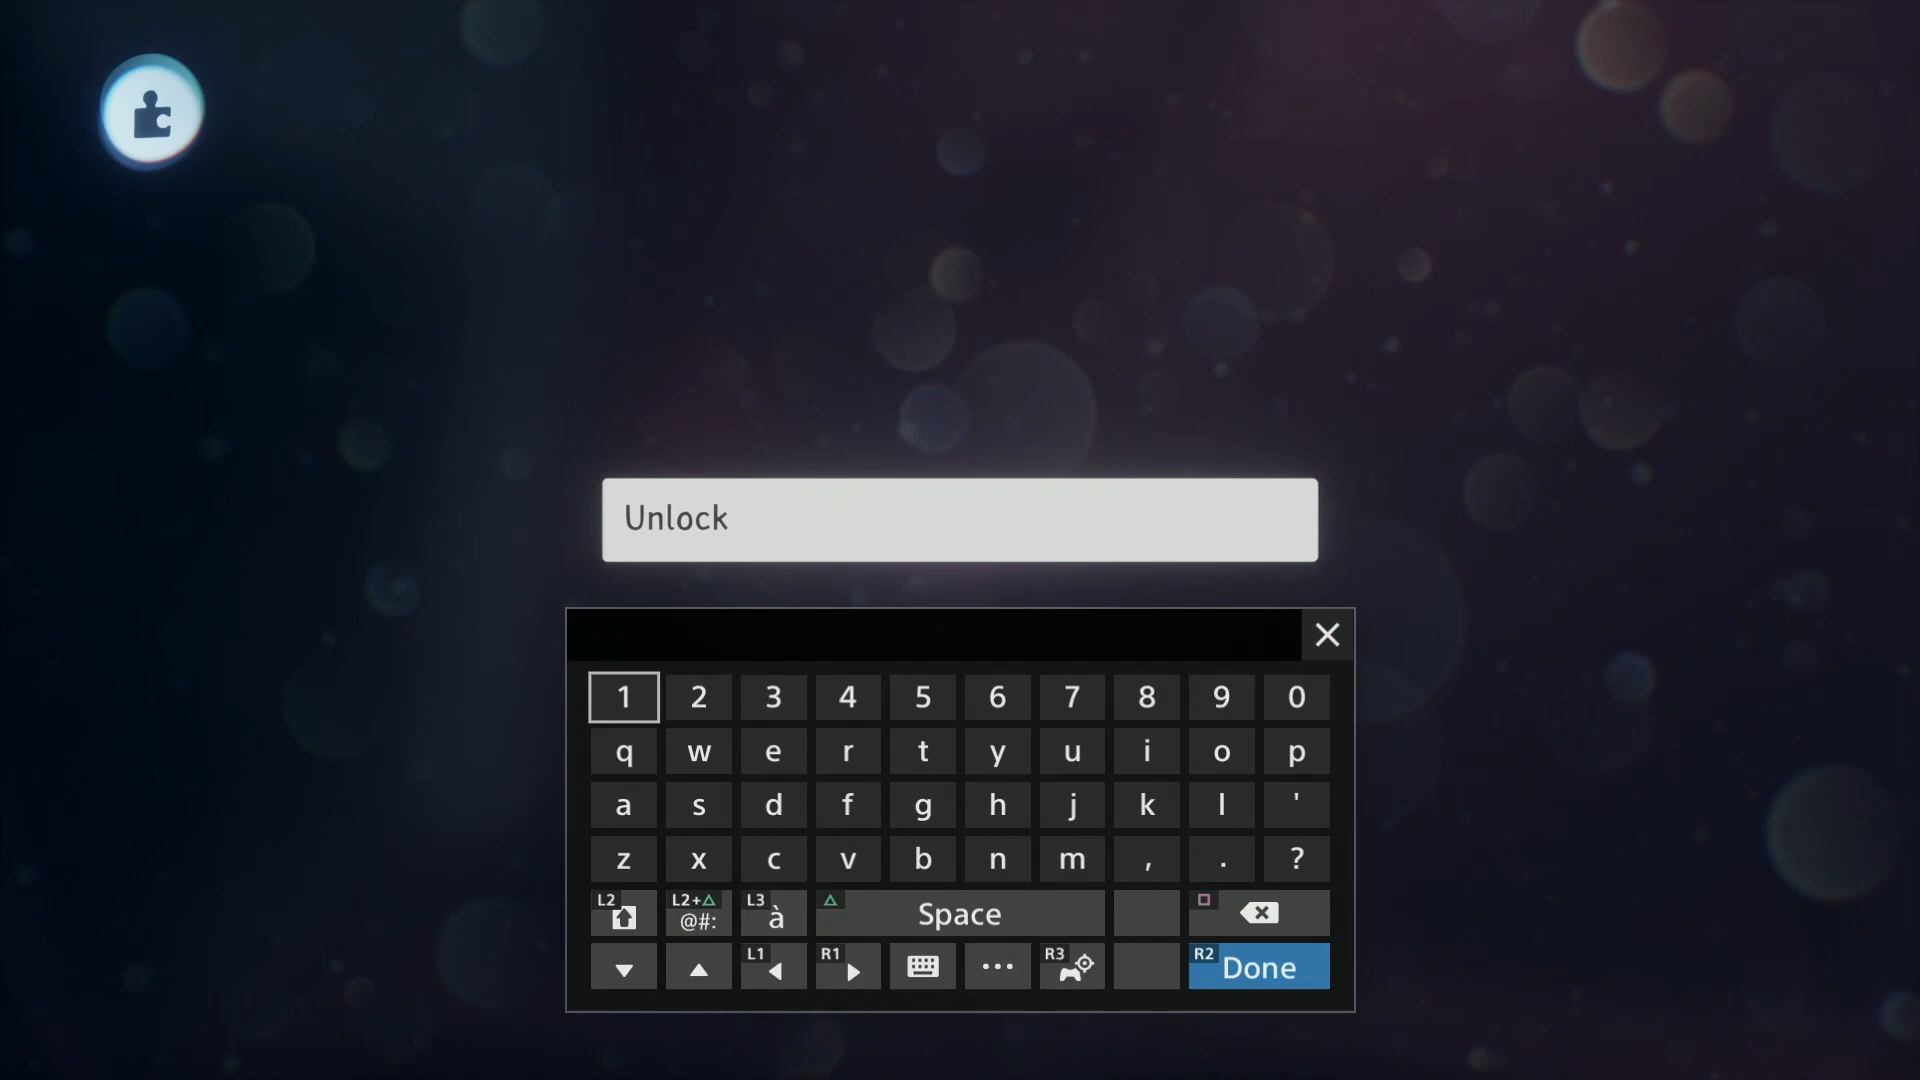 Unlock
1 2 3 4 5 6 7 8 9 0
q w e r t y u i o p
a s d f g h j k l '
z x c v b n m , . ?
L2 L2+△ @#: L3 à △ Space □
L1 R1 ... R3 R2 Done